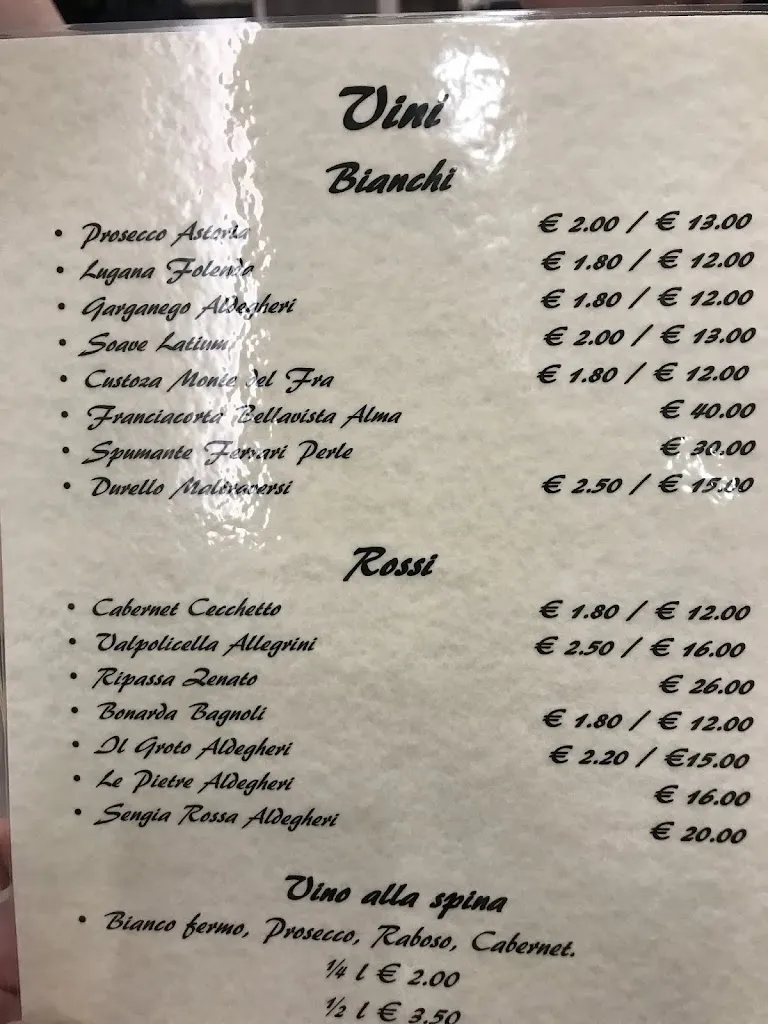 Vini
Bianchi
• Prosecco Astoria € 2.00 / € 13.00
• Lugana Folendo € 1.80 / € 12.00
• Garganego Aldegheri € 1.80 / € 12.00
• Soave Latium € 2.00 / € 13.00
• Custoza Monte del Fra € 1.80 / € 12.00
• Franciacorta Bellavista Alma € 40.00
• Spumante Ferrari Perle € 30.00
• Durello Maltraversi € 2.50 / € 15.00
Rossi
• Cabernet Cecchetto € 1.80 / € 12.00
• Valpolicella Allegrini € 2.50 / € 16.00
• Ripassa Zenato € 26.00
• Bonarda Bagnoli € 1.80 / € 12.00
• Il Groto Aldegheri € 2.20 / €15.00
• Le Pietre Aldegheri € 16.00
• Sengia Rossa Aldegheri € 20.00
Vino alla spina
• Bianco fermo, Prosecco, Raboso, Cabernet.
¼ l € 2.00
½ l € 3.50